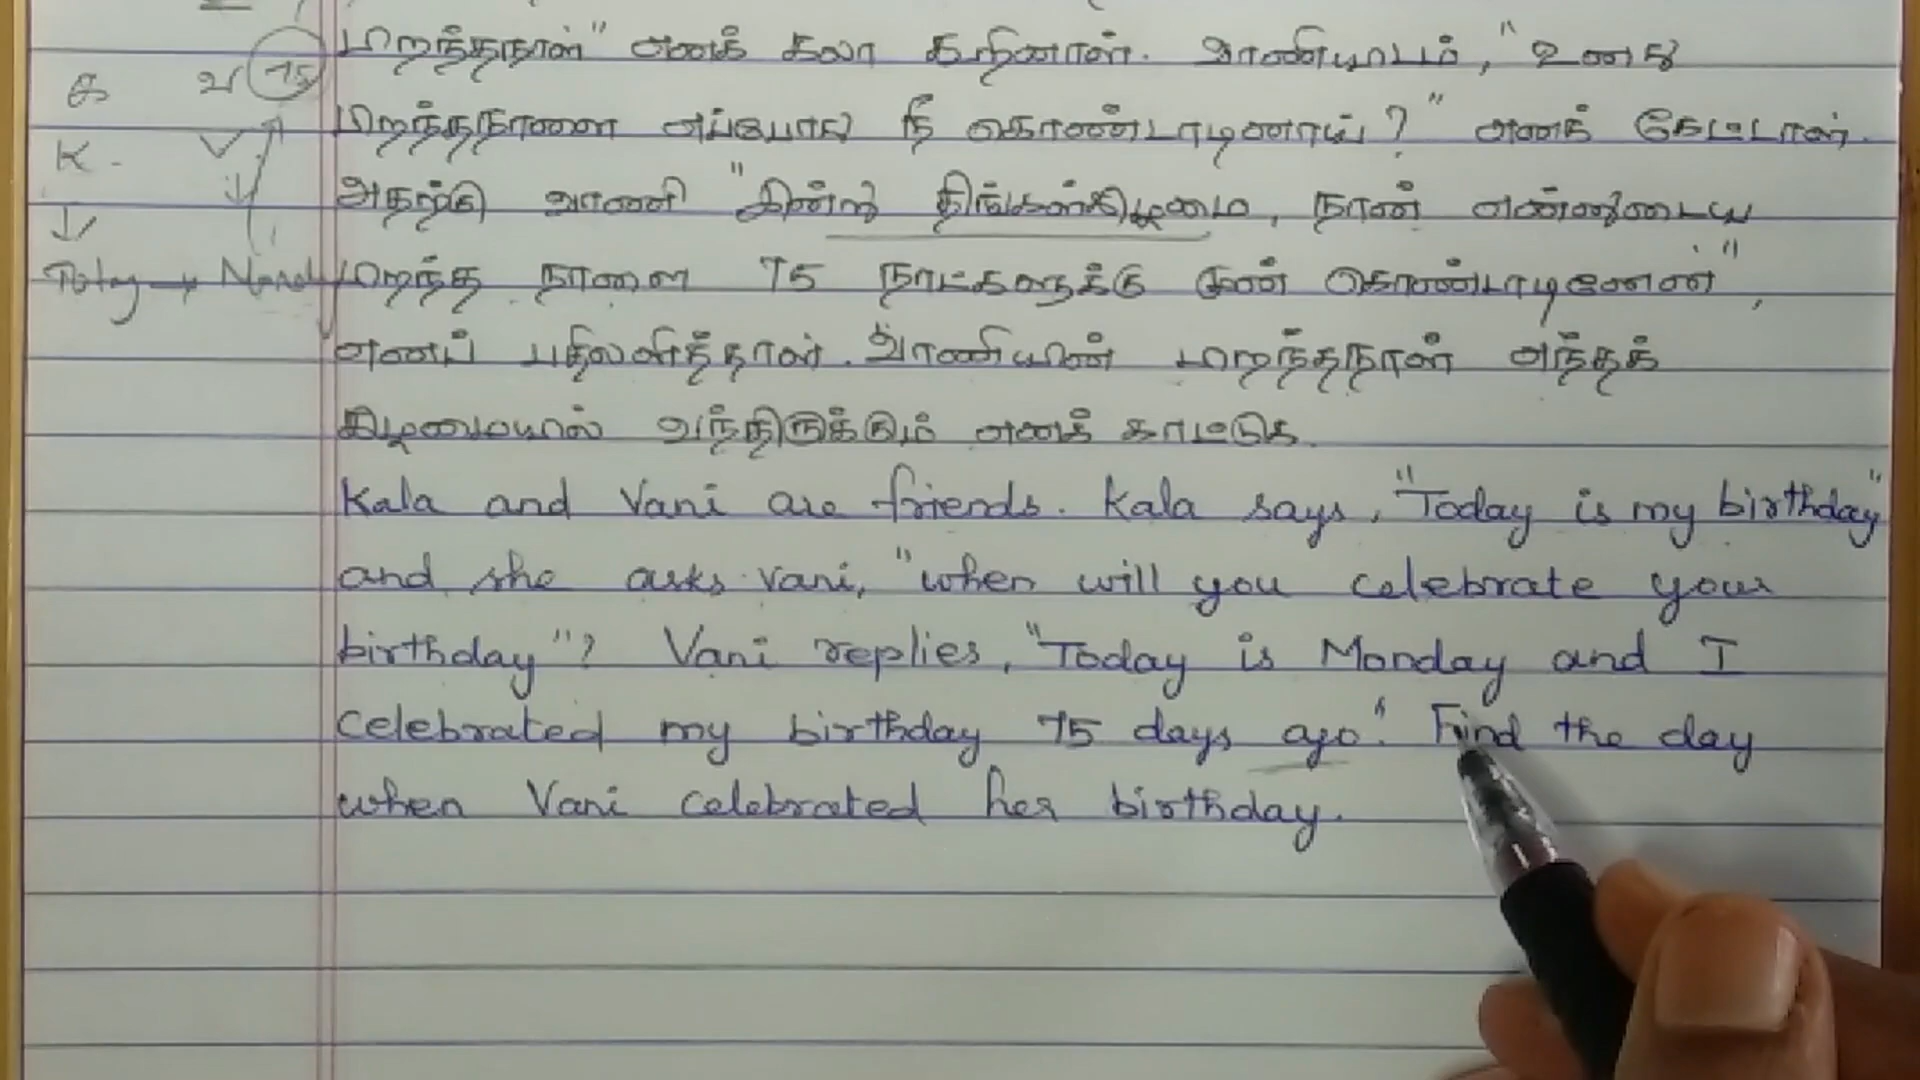 பிறந்தநாள்" எனக் கலா கூறினாள். வாணியிடம், "உனது
க வ 75
பிறந்தநாளை எப்போது நீ கொண்டாடினாய்?" எனக் கேட்டாள்.
K - V
அதற்கு வாணி "இன்று திங்கள்கிழமை, நான் என்னுடைய
பிறந்த நாளை 75 நாட்களுக்கு முன் கொண்டாடினேன்",
எனப் பதிலளித்தாள். வாணியின் பிறந்தநாள் எந்தக்
கிழமையில் வந்திருக்கும் எனக் காட்டுக.
Kala and Vani are friends. Kala says, "Today is my birthday"
and she asks vani, "when will you celebrate your
birthday"? Vani replies, "Today is Monday and I
celebrated my birthday 75 days ago". Find the day
when Vani celebrated her birthday.